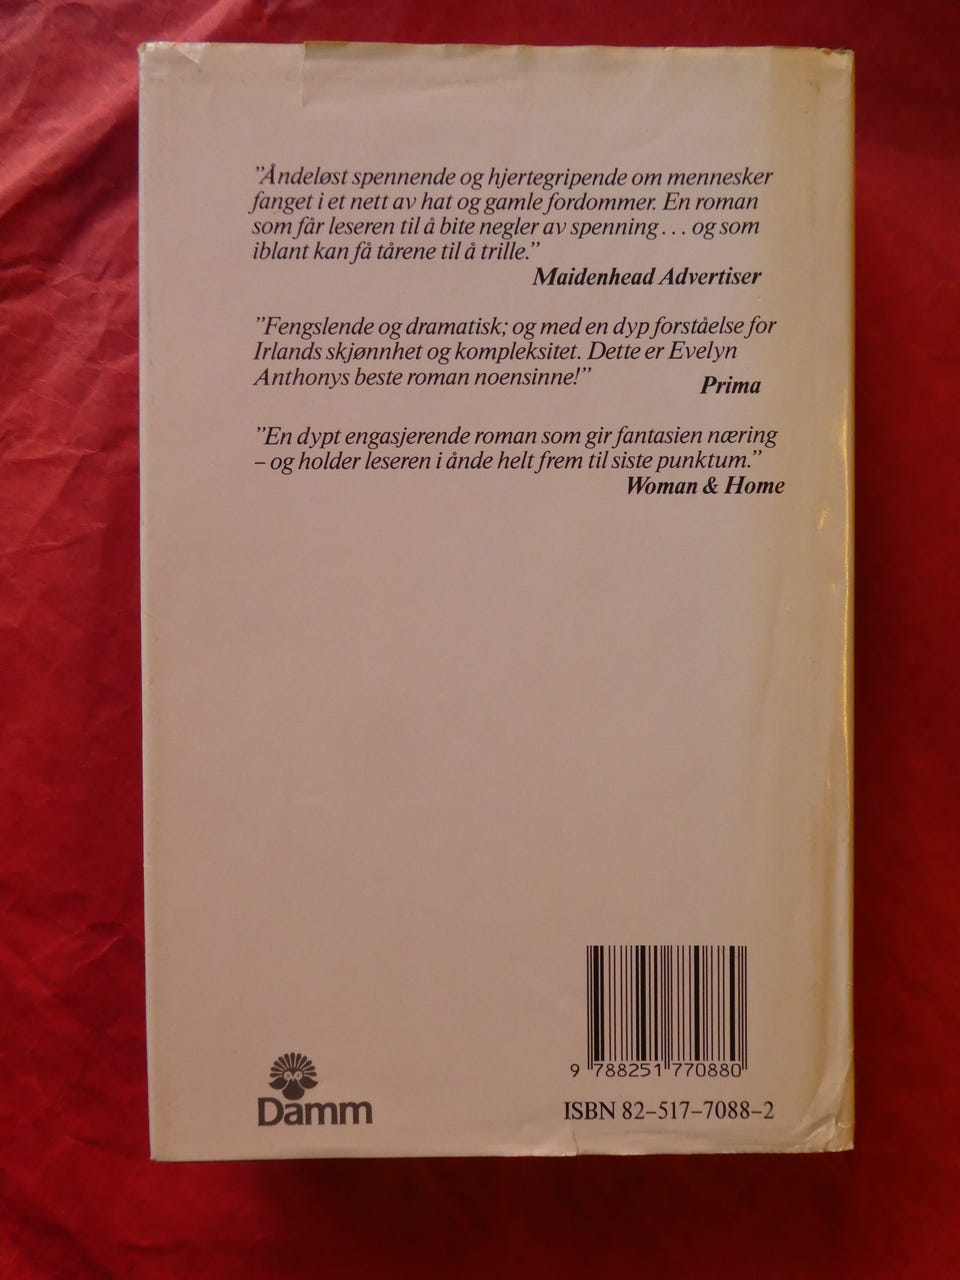 ”Åndeløst spennende og hjertegripende om mennesker
fanget i et nett av hat og gamle fordommer. En roman
som får leseren til å bite negler av spenning . . . og som
iblant kan få tårene til å trille.”
Maidenhead Advertiser
”Fengslende og dramatisk; og med en dyp forståelse for
Irlands skjønnhet og kompleksitet. Dette er Evelyn
Anthonys beste roman noensinne!”
Prima
”En dypt engasjerende roman som gir fantasien næring
– og holder leseren i ånde helt frem til siste punktum.”
Woman & Home
9 788251 770880
Damm
ISBN 82–517–7088–2